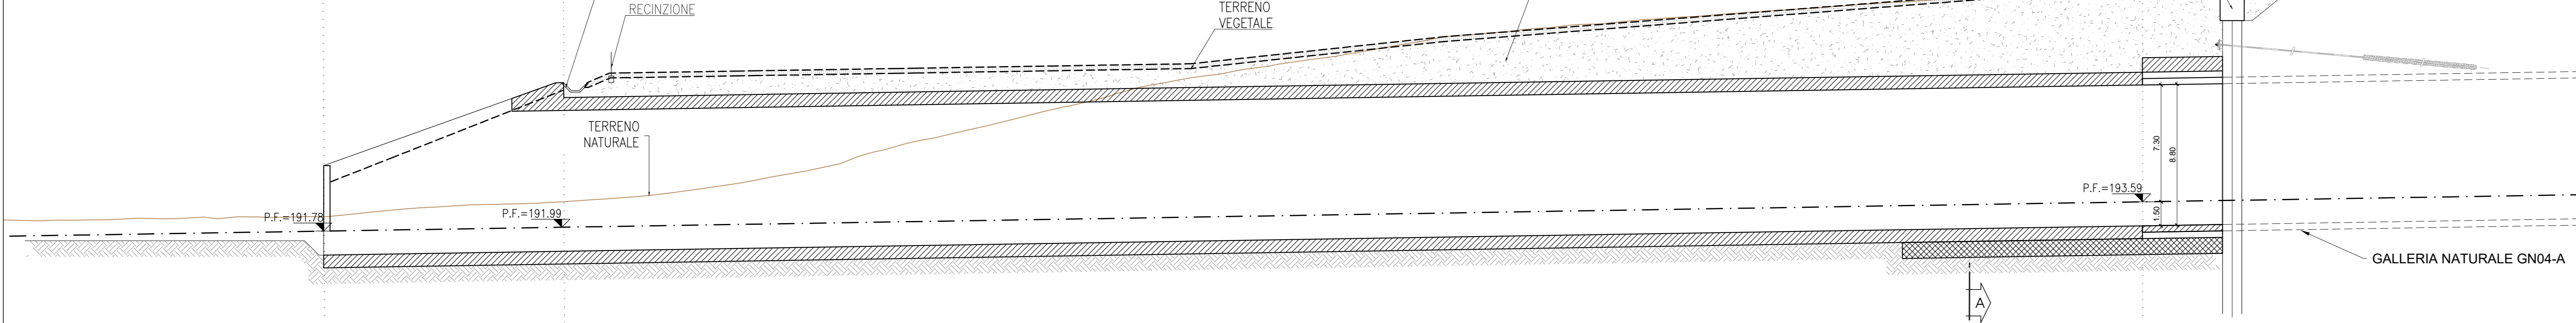 RECINZIONE
TERRENO
VEGETALE
TERRENO
NATURALE
P.F.=191.78
P.F.=191.99
P.F.=193.59
7.30
8.80
1.50
GALLERIA NATURALE GN04-A
A